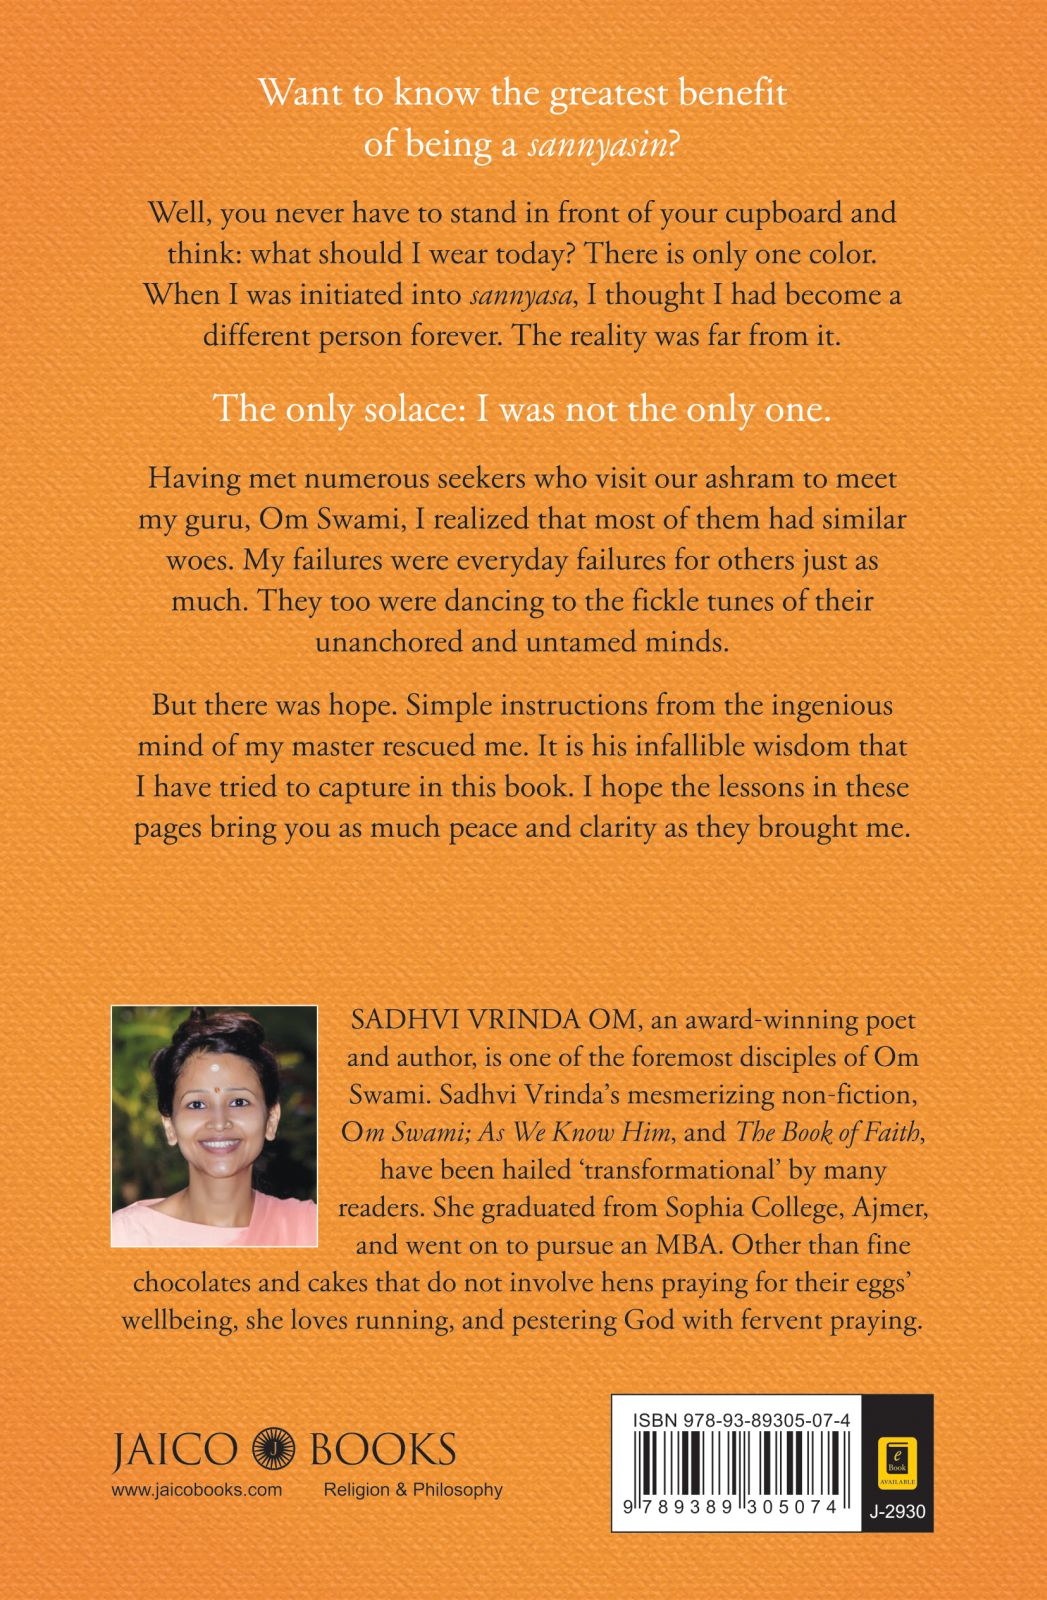 Want to know the greatest benefit
of being a sannyasin?
Well, you never have to stand in front of your cupboard and
think: what should I wear today? There is only one color.
When I was initiated into sannyasa, I thought I had become a
different person forever. The reality was far from it.
The only solace: I was not the only one.
Having met numerous seekers who visit our ashram to meet
my guru, Om Swami, I realized that most of them had similar
woes. My failures were everyday failures for others just as
much. They too were dancing to the fickle tunes of their
unanchored and untamed minds.
But there was hope. Simple instructions from the ingenious
mind of my master rescued me. It is his infallible wisdom that
I have tried to capture in this book. I hope the lessons in these
pages bring you as much peace and clarity as they brought me.
SADHVI VRINDA OM, an award-winning poet
and author, is one of the foremost disciples of Om
Swami. Sadhvi Vrinda's mesmerizing non-fiction,
Om Swami; As We Know Him, and The Book of Faith,
have been hailed ‘transformational’ by many
readers. She graduated from Sophia College, Ajmer,
and went on to pursue an MBA. Other than fine
chocolates and cakes that do not involve hens praying for their eggs’
wellbeing, she loves running, and pestering God with fervent praying.
JAICO J BOOKS
www.jaicobooks.com Religion & Philosophy
ISBN 978-93-89305-07-4
9 789389 305074
e
Book
AVAILABLE
J-2930